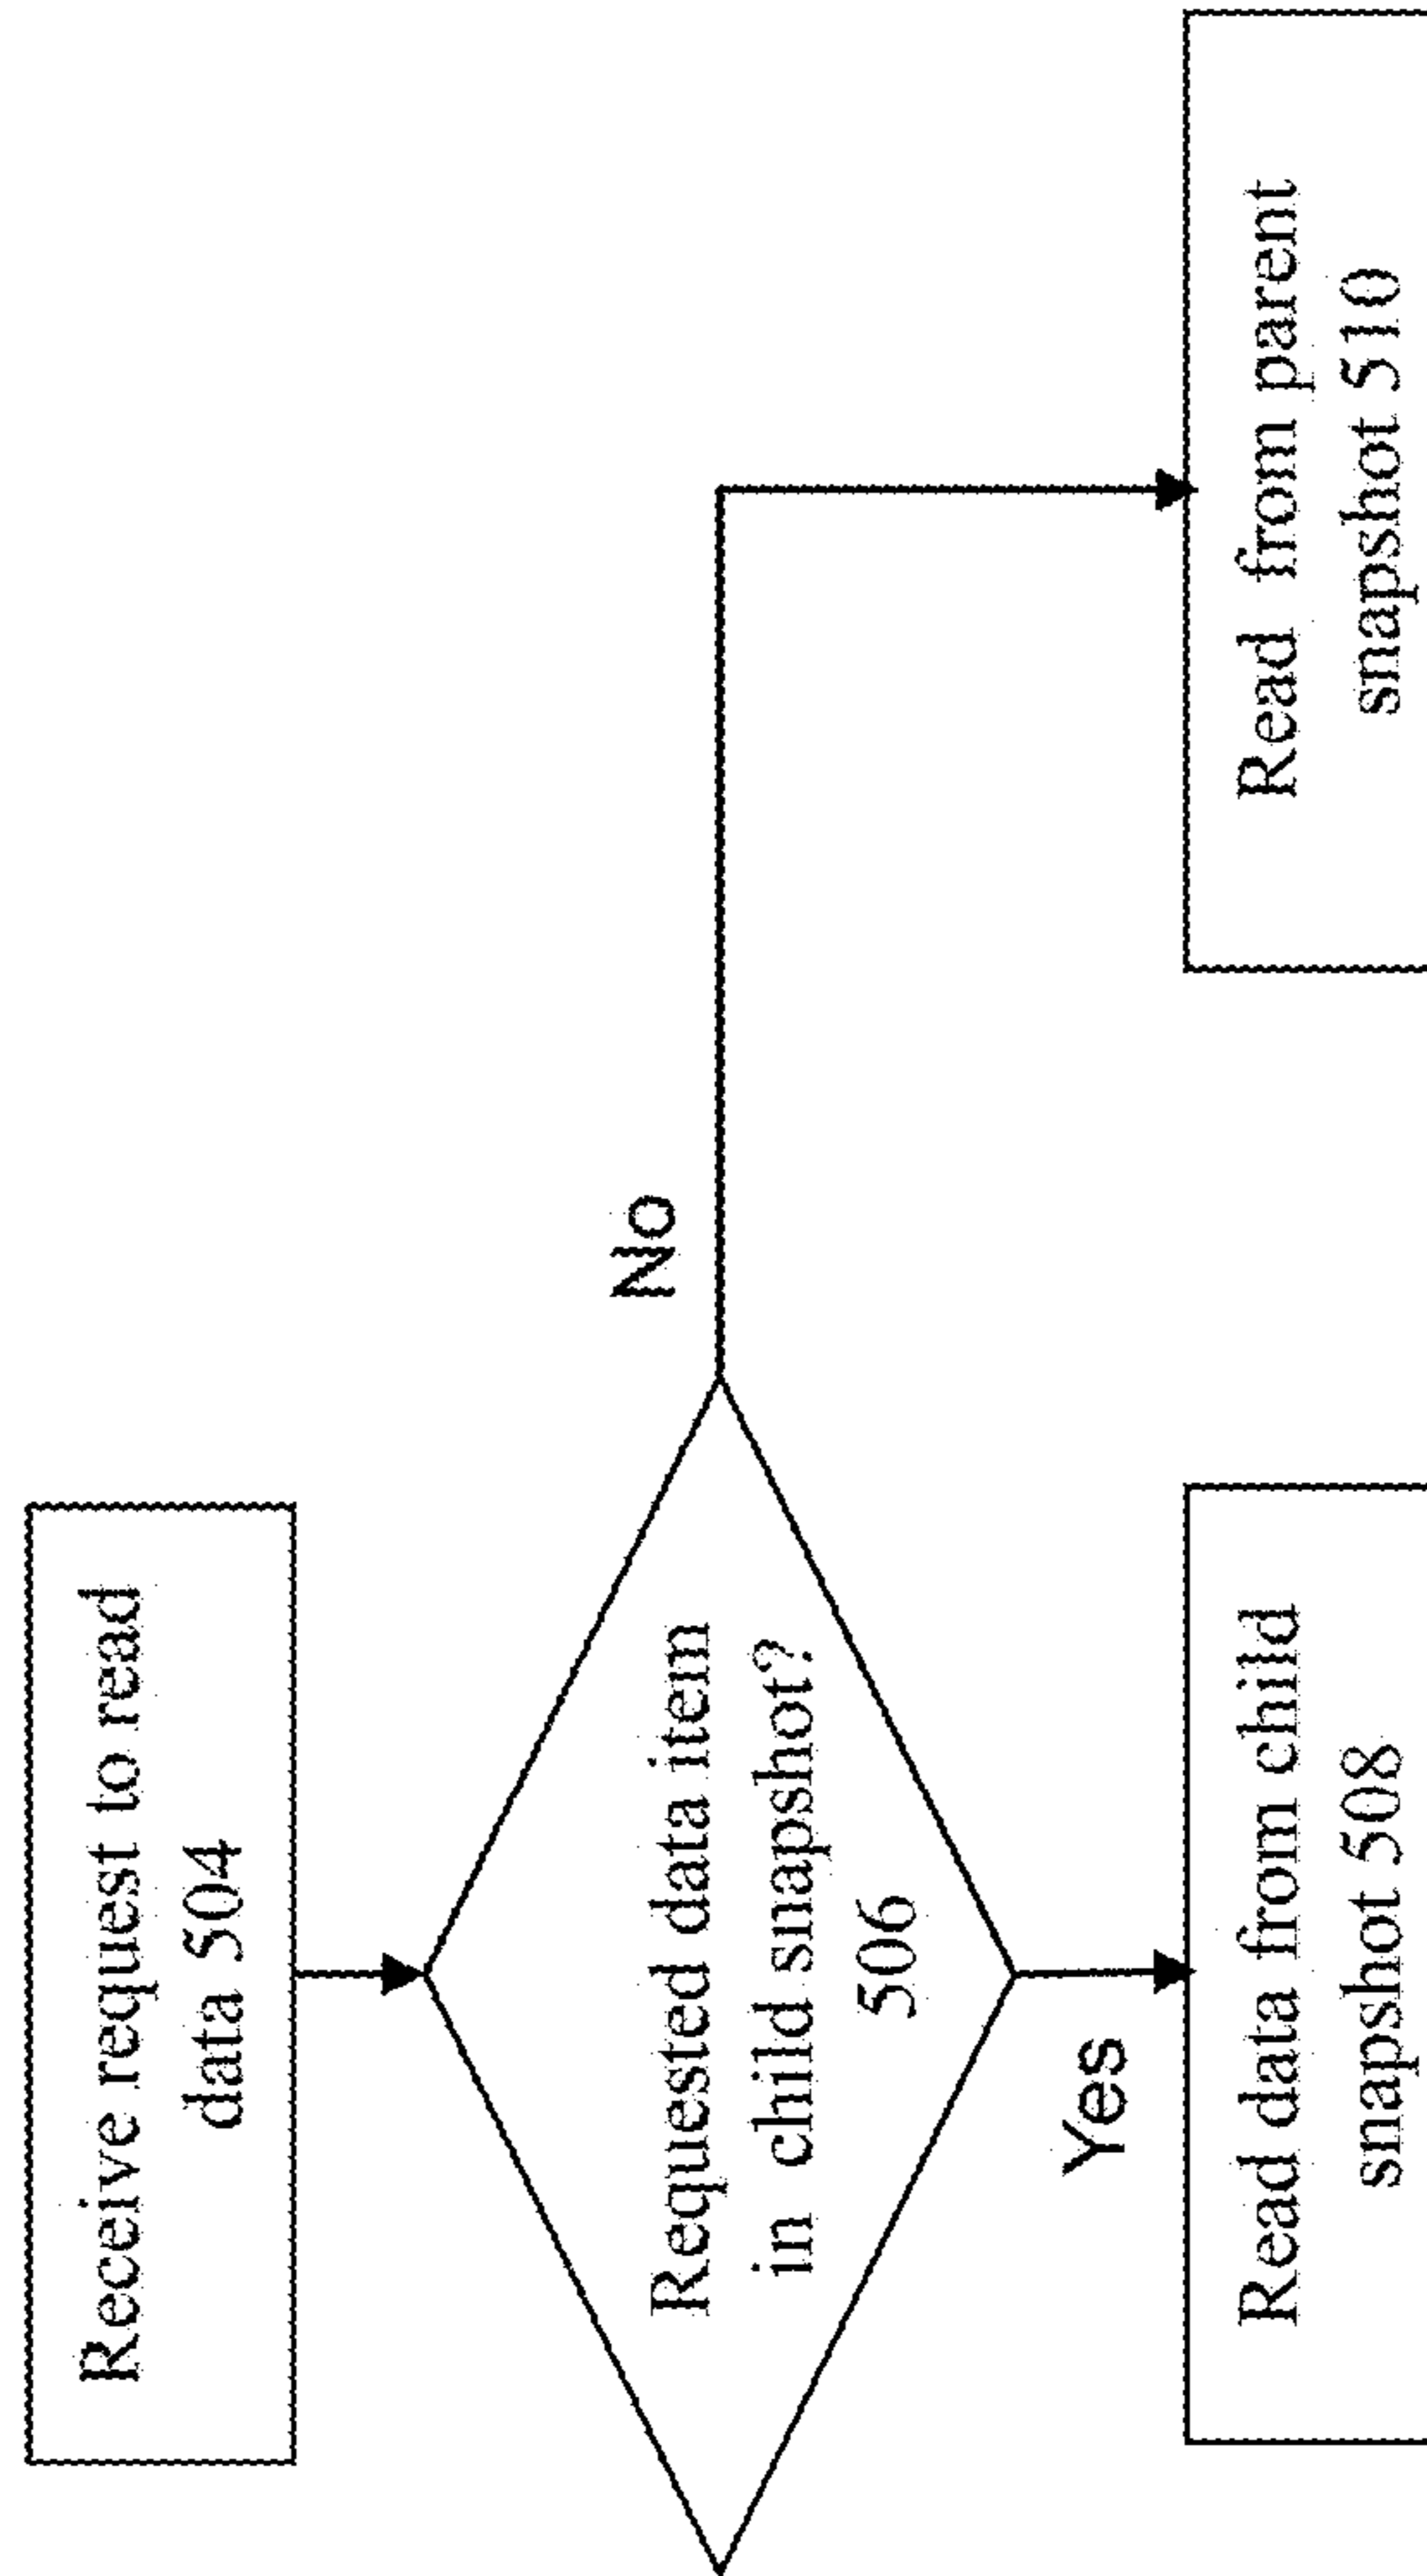 Receive request to read
data 504
Requested data item
in child snapshot?
506
No
Yes
Read data from child
snapshot 508
Read from parent
snapshot 510